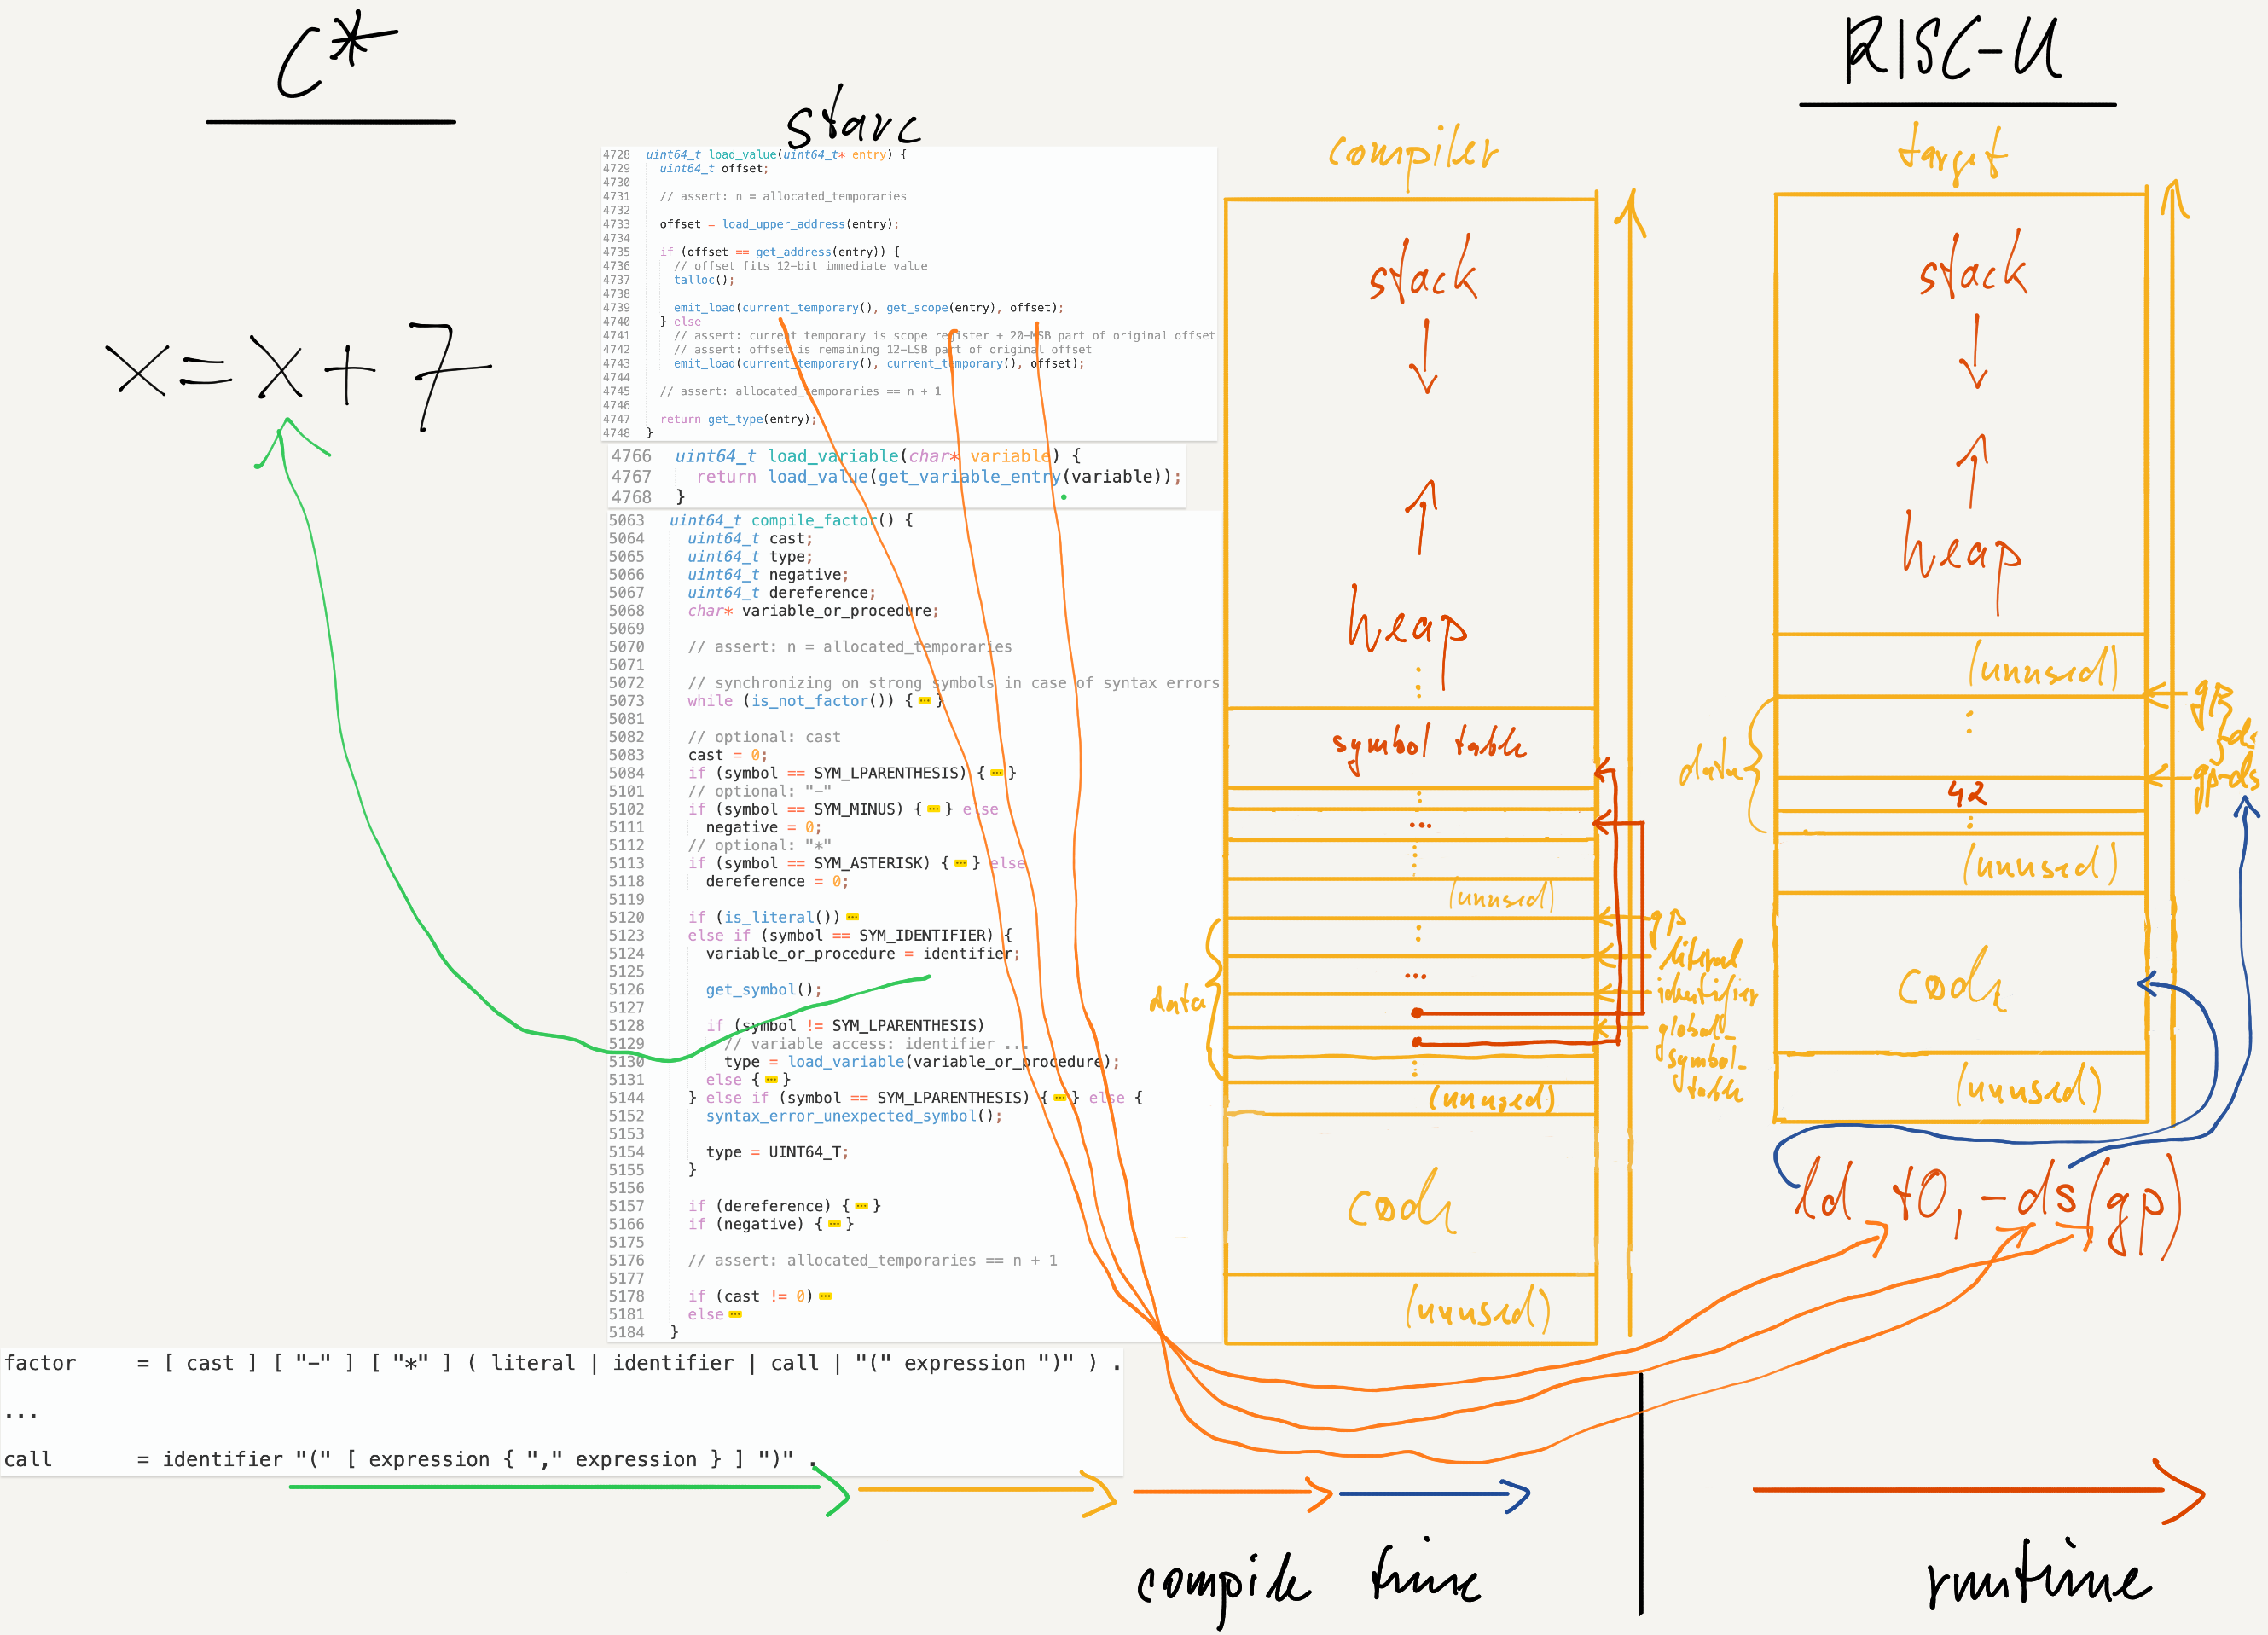 C*
RISC-U
starc
compiler
target
4728 uint64_t load_value(uint64_t* entry) {
4729 uint64_t offset;
4730
4731 // assert: n = allocated_temporaries
4732
4733 offset = load_upper_address(entry);
4734
4735 if (offset == get_address(entry)) {
4736 // offset fits 12-bit immediate value
4737 talloc();
4738
4739 emit_load(current_temporary(), get_scope(entry), offset);
4740 } else
4741 // assert: current temporary is scope register + 20-MSB part of original offset
4742 // assert: offset is remaining 12-LSB part of original offset
4743 emit_load(current_temporary(), current_temporary(), offset);
4744
4745 // assert: allocated_temporaries == n + 1
4746
4747 return get_type(entry);
4748 }
x=x+7
4766 uint64_t load_variable(char* variable) {
4767 return load_value(get_variable_entry(variable));
4768 }
5063 uint64_t compile_factor() {
5064 uint64_t cast;
5065 uint64_t type;
5066 uint64_t negative;
5067 uint64_t dereference;
5068 char* variable_or_procedure;
5069
5070 // assert: n = allocated_temporaries
5071
5072 // synchronizing on strong symbols in case of syntax errors
5073 while (is_not_factor()) { ... }
5081
5082 // optional: cast
5083 cast = 0;
5084 if (symbol == SYM_LPARENTHESIS) { ... }
5101 // optional: "-"
5102 if (symbol == SYM_MINUS) { ... } else
5111 negative = 0;
5112 // optional: "*"
5113 if (symbol == SYM_ASTERISK) { ... } else
5118 dereference = 0;
5119
5120 if (is_literal()) ...
5123 else if (symbol == SYM_IDENTIFIER) {
5124 variable_or_procedure = identifier;
5125
5126 get_symbol();
5127
5128 if (symbol != SYM_LPARENTHESIS)
5129 // variable access: identifier ...
5130 type = load_variable(variable_or_procedure);
5131 else { ... }
5144 } else if (symbol == SYM_LPARENTHESIS) { ... } else {
5152 syntax_error_unexpected_symbol();
5153
5154 type = UINT64_T;
5155 }
5156
5157 if (dereference) { ... }
5166 if (negative) { ... }
5175
5176 // assert: allocated_temporaries == n + 1
5177
5178 if (cast != 0) ...
5181 else ...
5184 }
stack
heap
symbol table
...
(unused)
gp
literal
...
data
identifier
global-
symbol-
table
(unused)
code
(unused)
stack
heap
(unused)
gp
ds
data
gp-ds
42
(unused)
code
(unused)
ld t0, -ds(gp)
factor = [ cast ] [ "-" ] [ "*" ] ( literal | identifier | call | "(" expression ")" ) .
...
call = identifier "(" [ expression { "," expression } ] ")" .
compile time
runtime